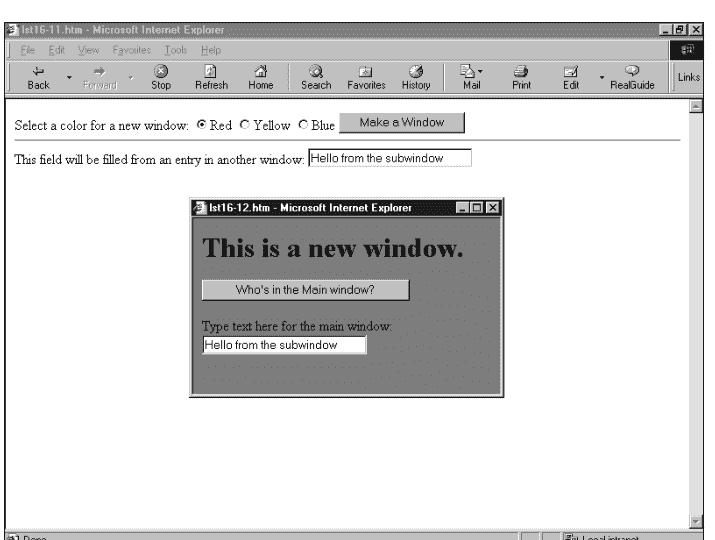 lst16-11.htm - Microsoft Internet Explorer
File Edit View Favorites Tools Help
Back Forward Stop Refresh Home Search Favorites History Mail Print Edit RealGuide Links
Select a color for a new window: Red Yellow Blue Make a Window
This field will be filled from an entry in another window: Hello from the subwindow
lst16-12.htm - Microsoft Internet Explorer
This is a new window.
Who's in the Main window?
Type text here for the main window:
Hello from the subwindow
Done Local intranet